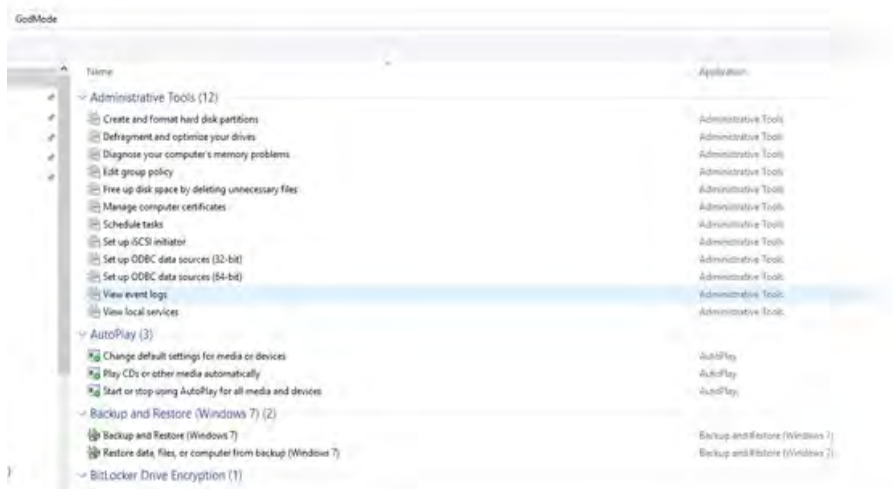 GodMode
Name Application
Administrative Tools (12)
Create and format hard disk partitions Administrative Tools
Defragment and optimize your drives Administrative Tools
Diagnose your computer's memory problems Administrative Tools
Edit group policy Administrative Tools
Free up disk space by deleting unnecessary files Administrative Tools
Manage computer certificates Administrative Tools
Schedule tasks Administrative Tools
Set up iSCSI initiator Administrative Tools
Set up ODBC data sources (32-bit) Administrative Tools
Set up ODBC data sources (64-bit) Administrative Tools
View event logs Administrative Tools
View local services Administrative Tools
AutoPlay (3)
Change default settings for media or devices AutoPlay
Play CDs or other media automatically AutoPlay
Start or stop using AutoPlay for all media and devices AutoPlay
Backup and Restore (Windows 7) (2)
Backup and Restore (Windows 7) Backup and Restore (Windows 7)
Restore data, files, or computer from backup (Windows 7) Backup and Restore (Windows 7)
)
BitLocker Drive Encryption (1)